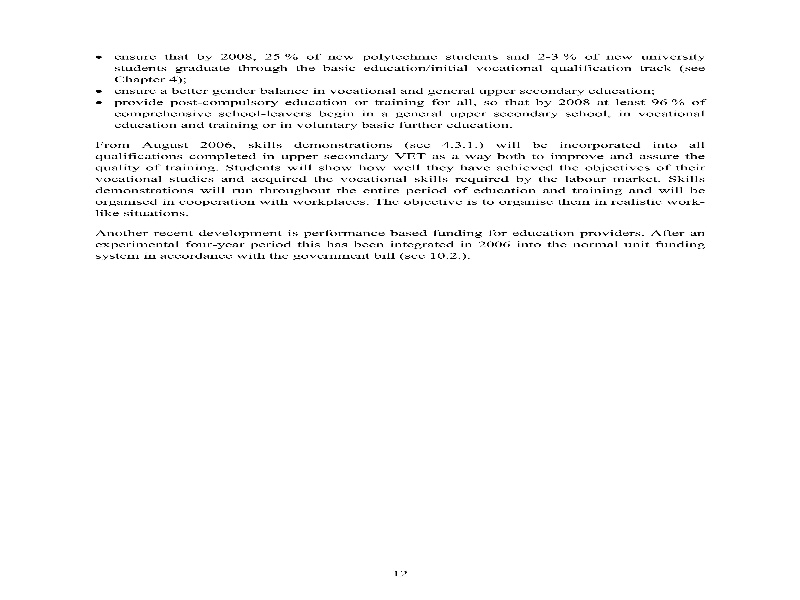 • ensure that by 2008, 25 % of new polytechnic students and 2-3 % of new university
students graduate through the basic education/initial vocational qualification track (see
Chapter 4);
• ensure a better gender balance in vocational and general upper secondary education;
• provide post-compulsory education or training for all, so that by 2008 at least 96 % of
comprehensive school-leavers begin in a general upper secondary school, in vocational
education and training or in voluntary basic further education.
From August 2006, skills demonstrations (see 4.3.1.) will be incorporated into all
qualifications completed in upper secondary VET as a way both to improve and assure the
quality of training. Students will show how well they have achieved the objectives of their
vocational studies and acquired the vocational skills required by the labour market. Skills
demonstrations will run throughout the entire period of education and training and will be
organised in cooperation with workplaces. The objective is to organise them in realistic work-
like situations.
Another recent development is performance based funding for education providers. After an
experimental four-year period this has been integrated in 2006 into the normal unit funding
system in accordance with the government bill (see 10.2.).
12